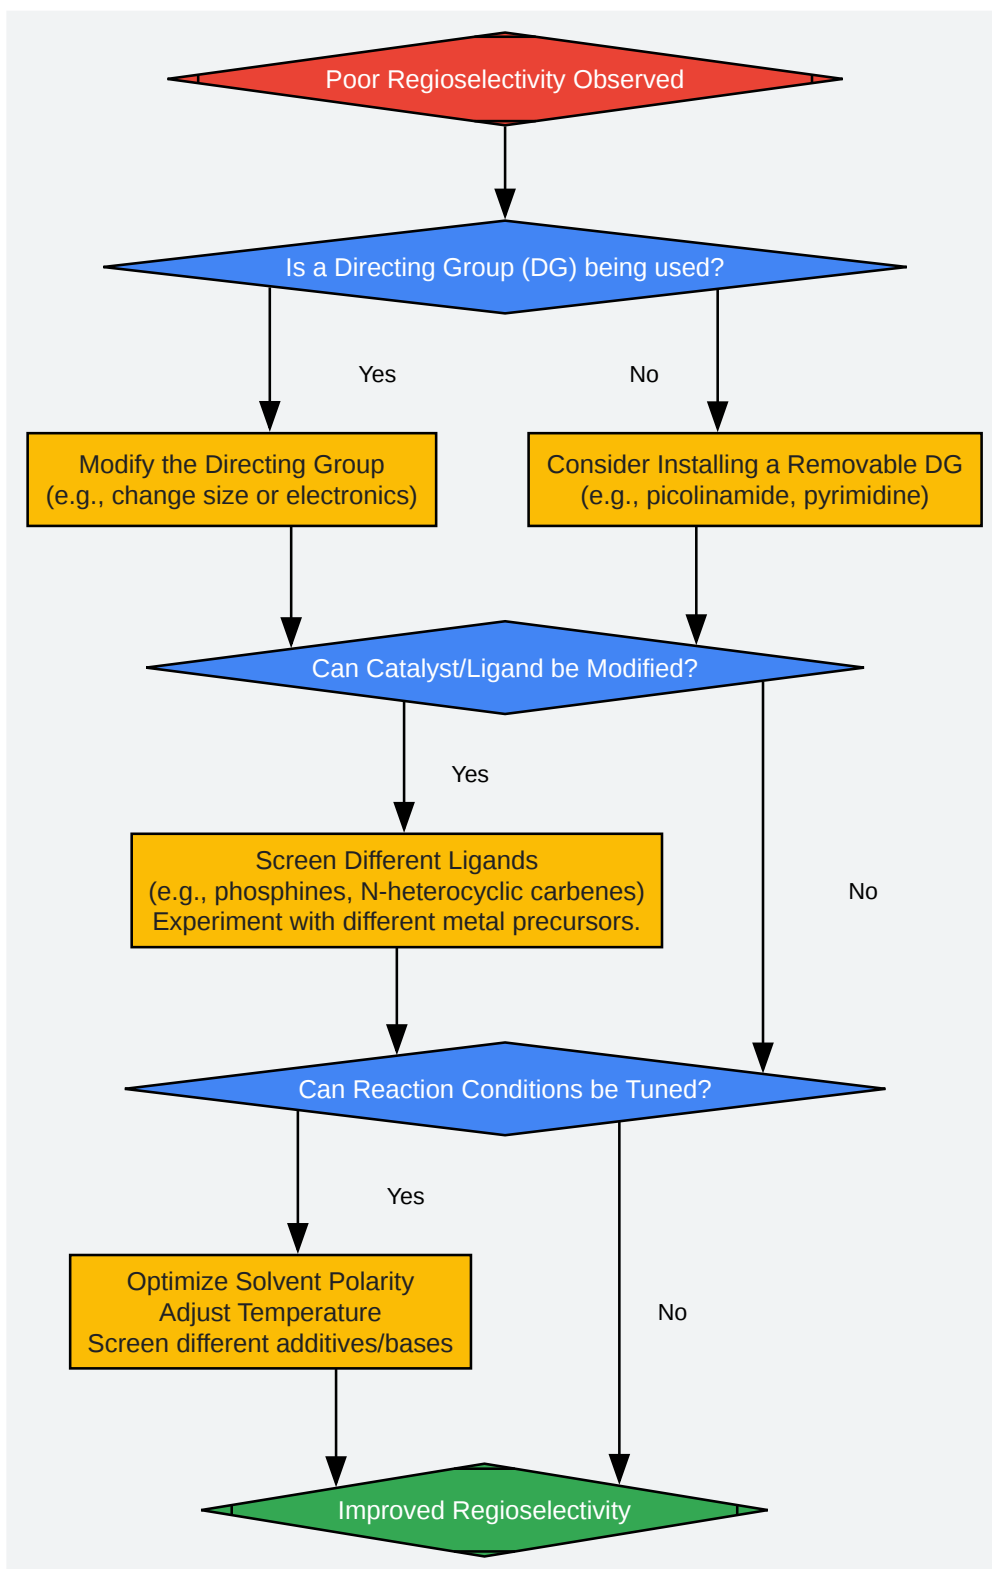 Poor Regioselectivity Observed
Is a Directing Group (DG) being used?
Yes
No
Modify the Directing Group
(e.g., change size or electronics)
Consider Installing a Removable DG
(e.g., picolinamide, pyrimidine)
Can Catalyst/Ligand be Modified?
Yes
Screen Different Ligands
(e.g., phosphines, N-heterocyclic carbenes)
Experiment with different metal precursors.
No
Can Reaction Conditions be Tuned?
Yes
Optimize Solvent Polarity
Adjust Temperature
Screen different additives/bases
No
Improved Regioselectivity